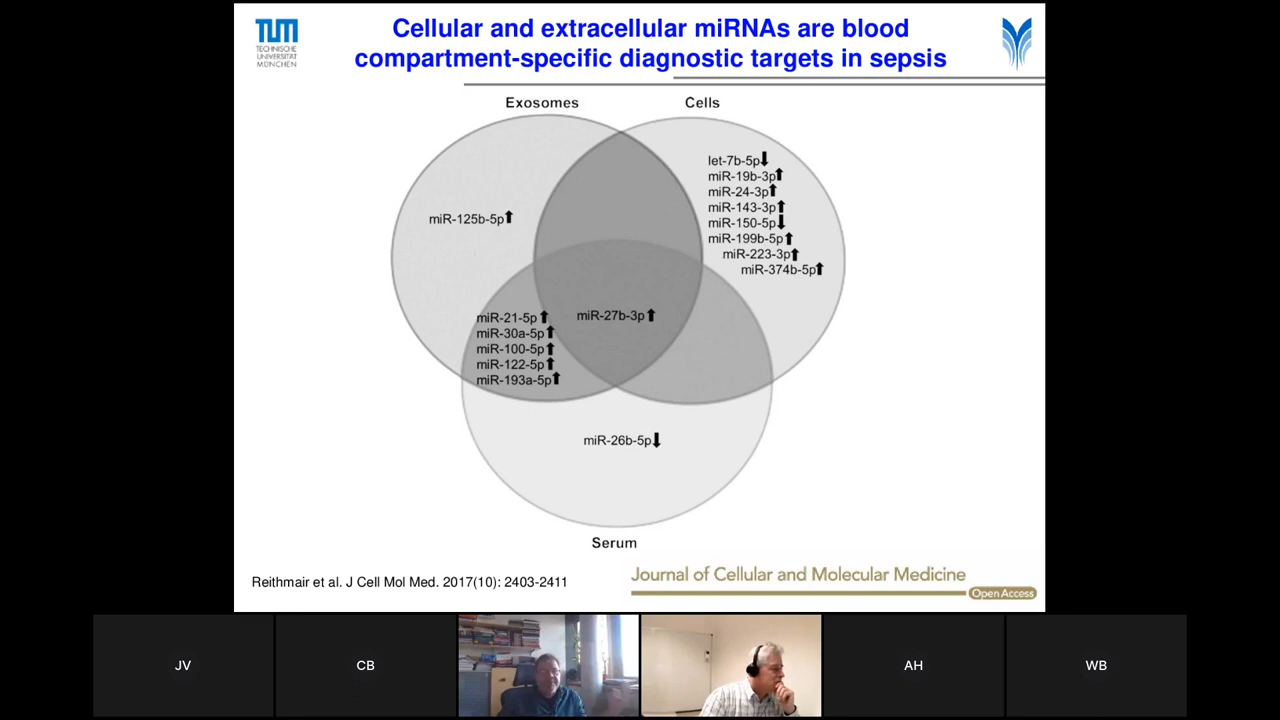 Cellular and extracellular miRNAs are blood
compartment-specific diagnostic targets in sepsis
TUM
TECHNISCHE
UNIVERSITÄT
MÜNCHEN
Exosomes
Cells
let-7b-5p⬇
miR-19b-3p⬆
miR-24-3p⬆
miR-143-3p⬆
miR-150-5p⬇
miR-199b-5p⬆
miR-223-3p⬆
miR-374b-5p⬆
miR-125b-5p⬆
miR-21-5p⬆
miR-30a-5p⬆
miR-100-5p⬆
miR-122-5p⬆
miR-193a-5p⬆
miR-27b-3p⬆
miR-26b-5p⬇
Serum
Reithmair et al. J Cell Mol Med. 2017(10): 2403-2411
Journal of Cellular and Molecular Medicine
Open Access
JV
CB
AH
WB